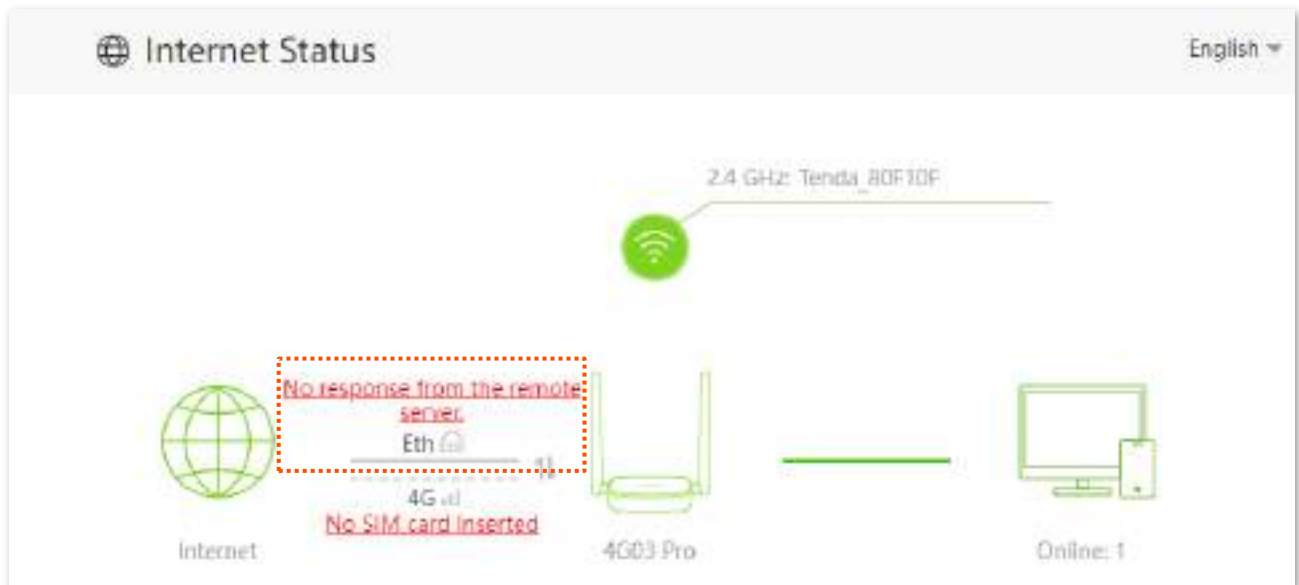 Internet Status
English
2.4 GHz: Tenda_80F10F
No response from the remote
server.
Eth
4G
No SIM card inserted
Internet
4G03 Pro
Online: 1